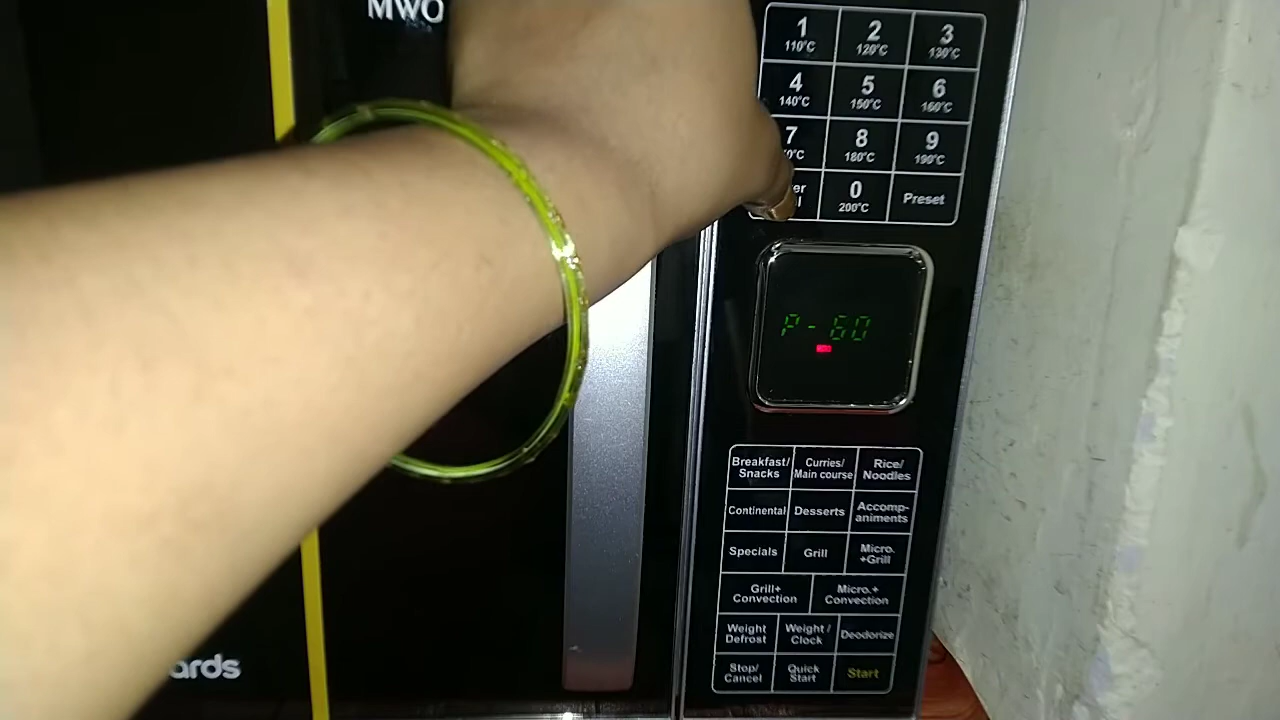 MWO
1
110°C
2
120°C
3
130°C
4
140°C
5
150°C
6
160°C
7
0°C
8
180°C
9
190°C
er
0
200°C
Preset
P-60
Breakfast/
Snacks
Curries/
Main course
Rice/
Noodles
Continental
Desserts
Accomp-
animents
Specials
Grill
Micro.
+Grill
Grill+
Convection
Micro.+
Convection
Weight
Defrost
Weight /
Clock
Deodorize
Stop/
Cancel
Quick
Start
Start
ards